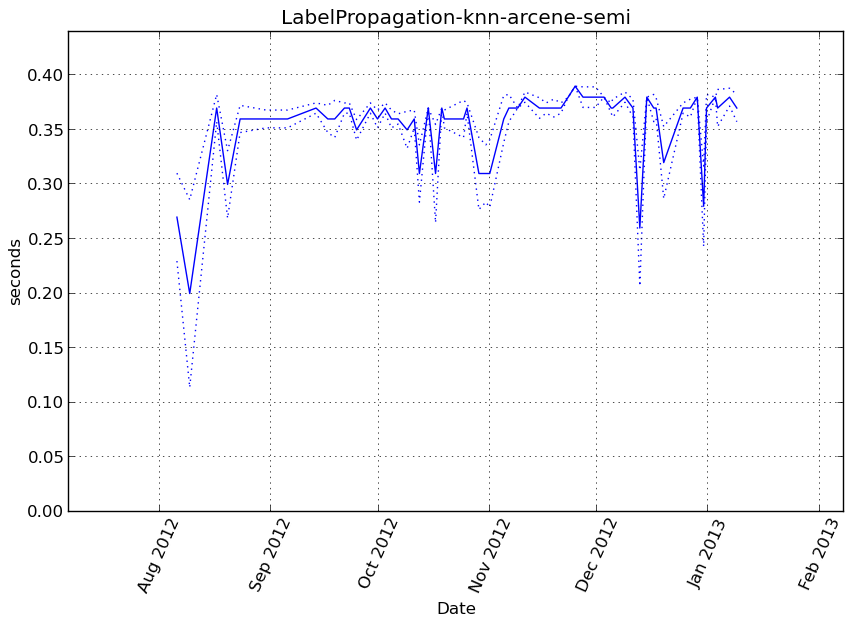 LabelPropagation-knn-arcene-semi
0.40
0.35
0.30
0.25
0.20
0.15
0.10
0.05
0.00
seconds
Aug 2012
Sep 2012
Oct 2012
Nov 2012
Dec 2012
Jan 2013
Feb 2013
Date